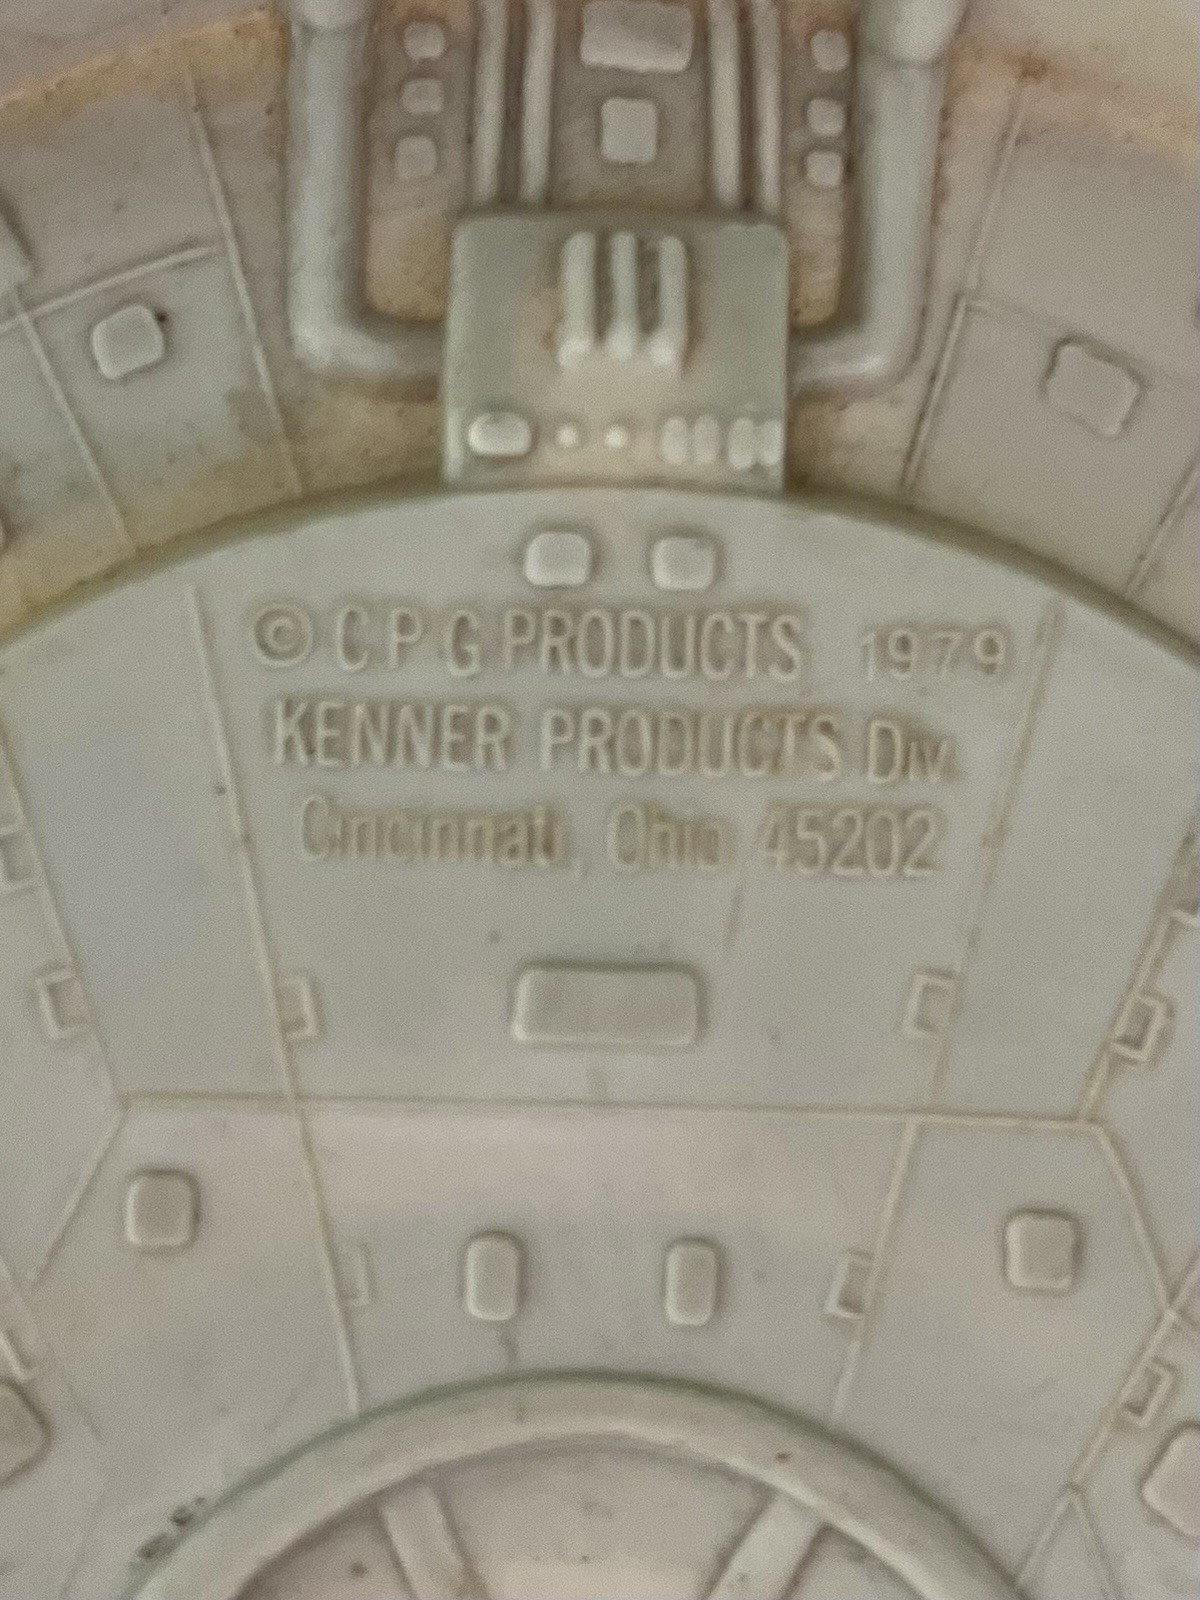 © C P G PRODUCTS 1979
KENNER PRODUCTS DIV.
Cincinnati, Ohio 45202